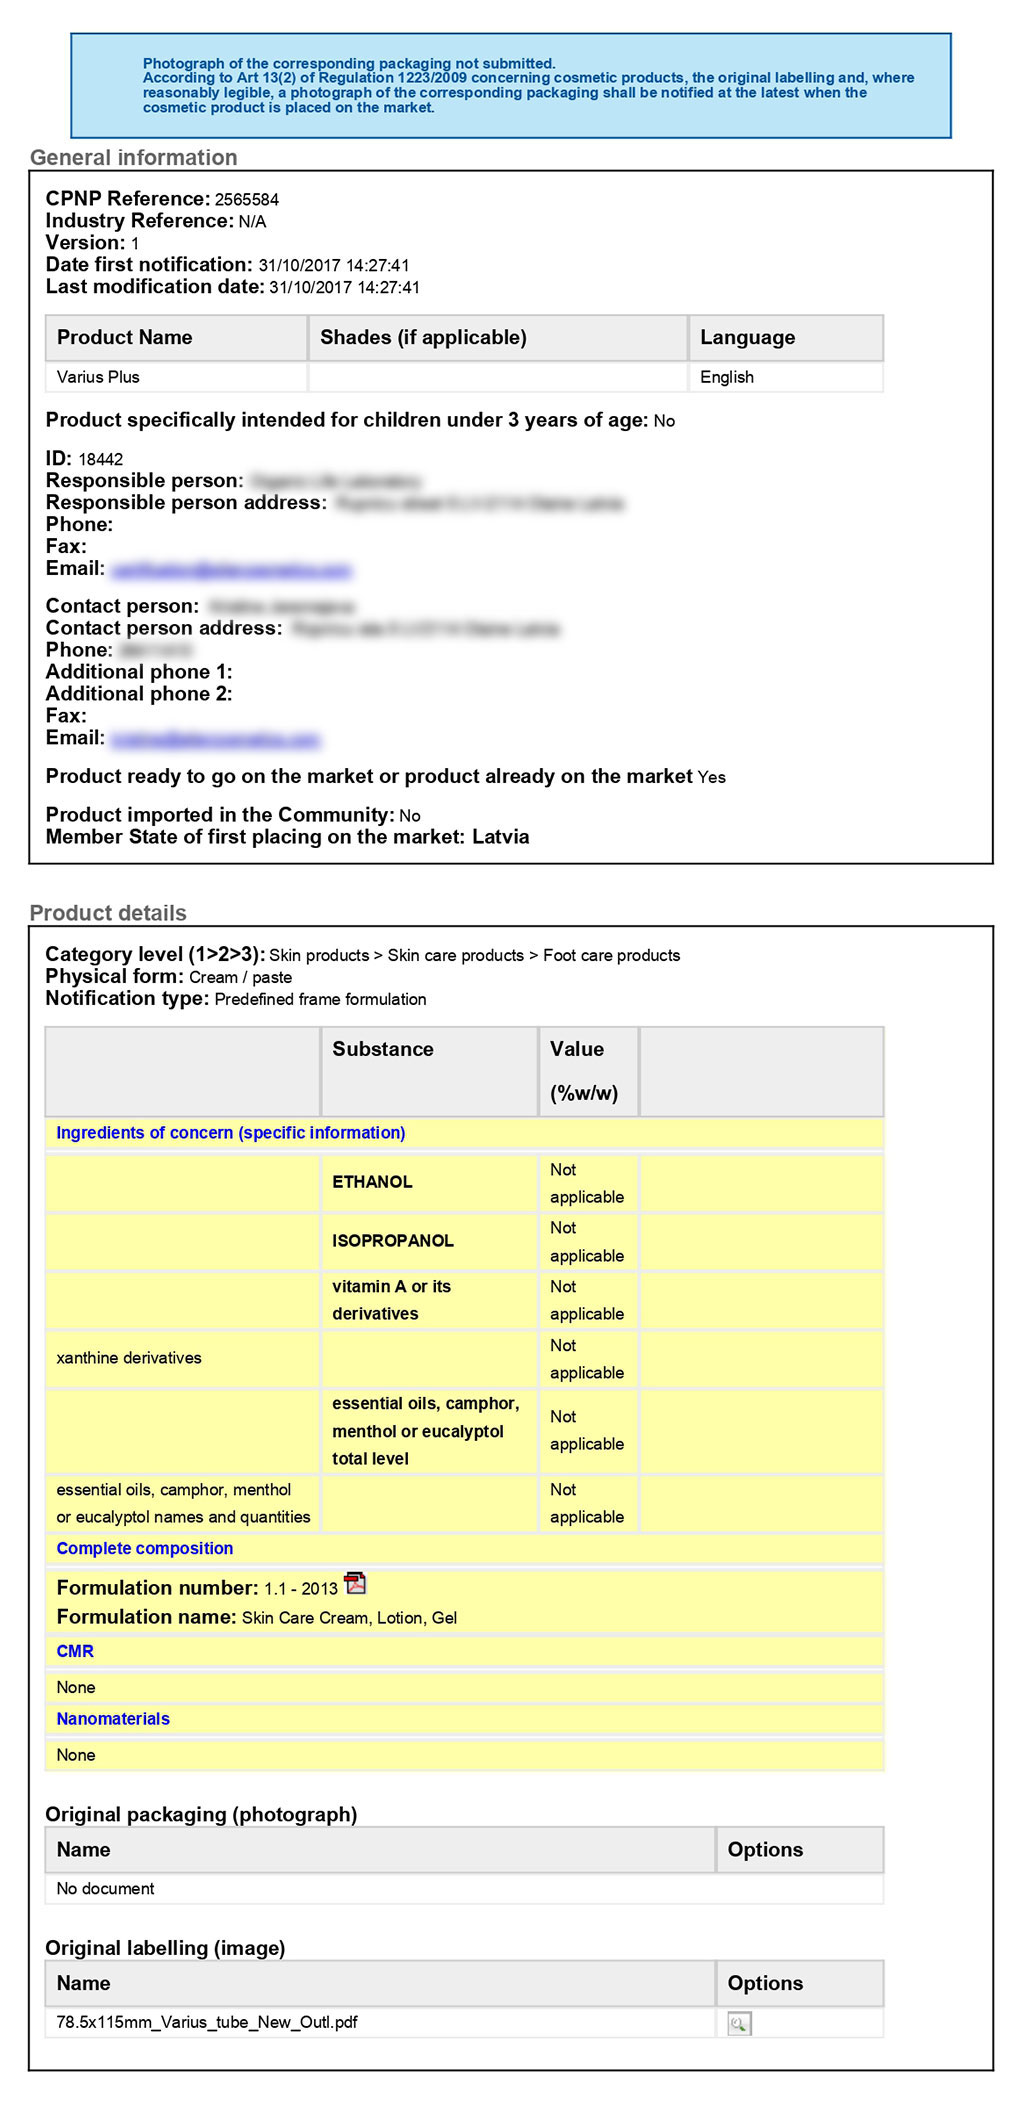 Photograph of the corresponding packaging not submitted.
According to Art 13(2) of Regulation 1223/2009 concerning cosmetic products, the original labelling and, where
reasonably legible, a photograph of the corresponding packaging shall be notified at the latest when the
cosmetic product is placed on the market.
General information
CPNP Reference: 2565584
Industry Reference: N/A
Version: 1
Date first notification: 31/10/2017 14:27:41
Last modification date: 31/10/2017 14:27:41
Product Name Shades (if applicable) Language
Varius Plus English
Product specifically intended for children under 3 years of age: No
ID: 18442
Responsible person:
Responsible person address:
Phone:
Fax:
Email:
Contact person:
Contact person address:
Phone:
Additional phone 1:
Additional phone 2:
Fax:
Email:
Product ready to go on the market or product already on the market Yes
Product imported in the Community: No
Member State of first placing on the market: Latvia
Product details
Category level (1>2>3): Skin products > Skin care products > Foot care products
Physical form: Cream / paste
Notification type: Predefined frame formulation
Substance Value
(%w/w)
Ingredients of concern (specific information)
ETHANOL Not
applicable
ISOPROPANOL Not
applicable
vitamin A or its Not
derivatives applicable
xanthine derivatives Not
applicable
essential oils, camphor,
menthol or eucalyptol
total level
Not
applicable
essential oils, camphor, menthol Not
or eucalyptol names and quantities applicable
Complete composition
Formulation number: 1.1 - 2013
Formulation name: Skin Care Cream, Lotion, Gel
CMR
None
Nanomaterials
None
Original packaging (photograph)
Name Options
No document
Original labelling (image)
Name Options
78.5x115mm_Varius_tube_New_Outl.pdf